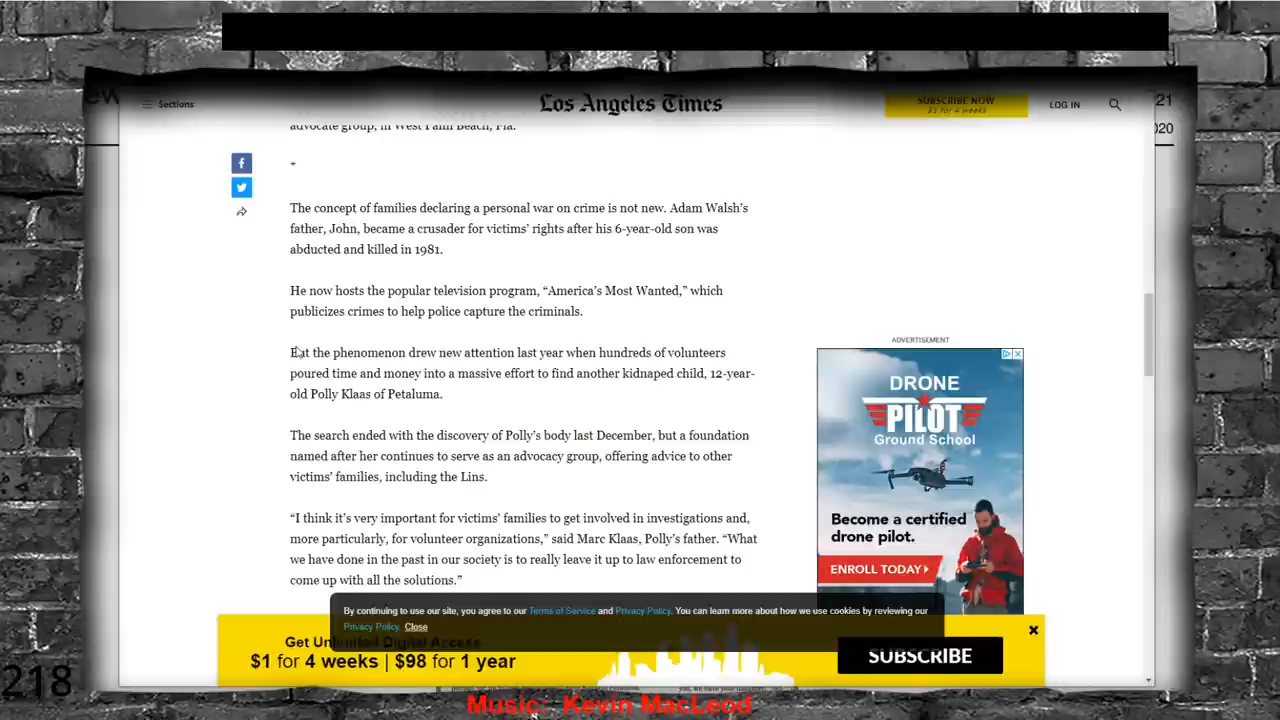 ew
21
020
Sections
Los Angeles Times
SUBSCRIBE NOW
$1 for 4 weeks
LOG IN
advocate group, in West Palm Beach, Fla.
*
The concept of families declaring a personal war on crime is not new. Adam Walsh’s
father, John, became a crusader for victims’ rights after his 6-year-old son was
abducted and killed in 1981.
He now hosts the popular television program, “America’s Most Wanted,” which
publicizes crimes to help police capture the criminals.
But the phenomenon drew new attention last year when hundreds of volunteers
poured time and money into a massive effort to find another kidnaped child, 12-year-
old Polly Klaas of Petaluma.
The search ended with the discovery of Polly’s body last December, but a foundation
named after her continues to serve as an advocacy group, offering advice to other
victims’ families, including the Lins.
“I think it’s very important for victims’ families to get involved in investigations and,
more particularly, for volunteer organizations,” said Marc Klaas, Polly’s father. “What
we have done in the past in our society is to really leave it up to law enforcement to
come up with all the solutions.”
ADVERTISEMENT
DRONE
PILOT
Ground School
Become a certified
drone pilot.
ENROLL TODAY
By continuing to use our site, you agree to our Terms of Service and Privacy Policy. You can learn more about how we use cookies by reviewing our
Privacy Policy. Close
Get Unlimited Digital Access
$1 for 4 weeks | $98 for 1 year
SUBSCRIBE
218
Music: Kevin MacLeod